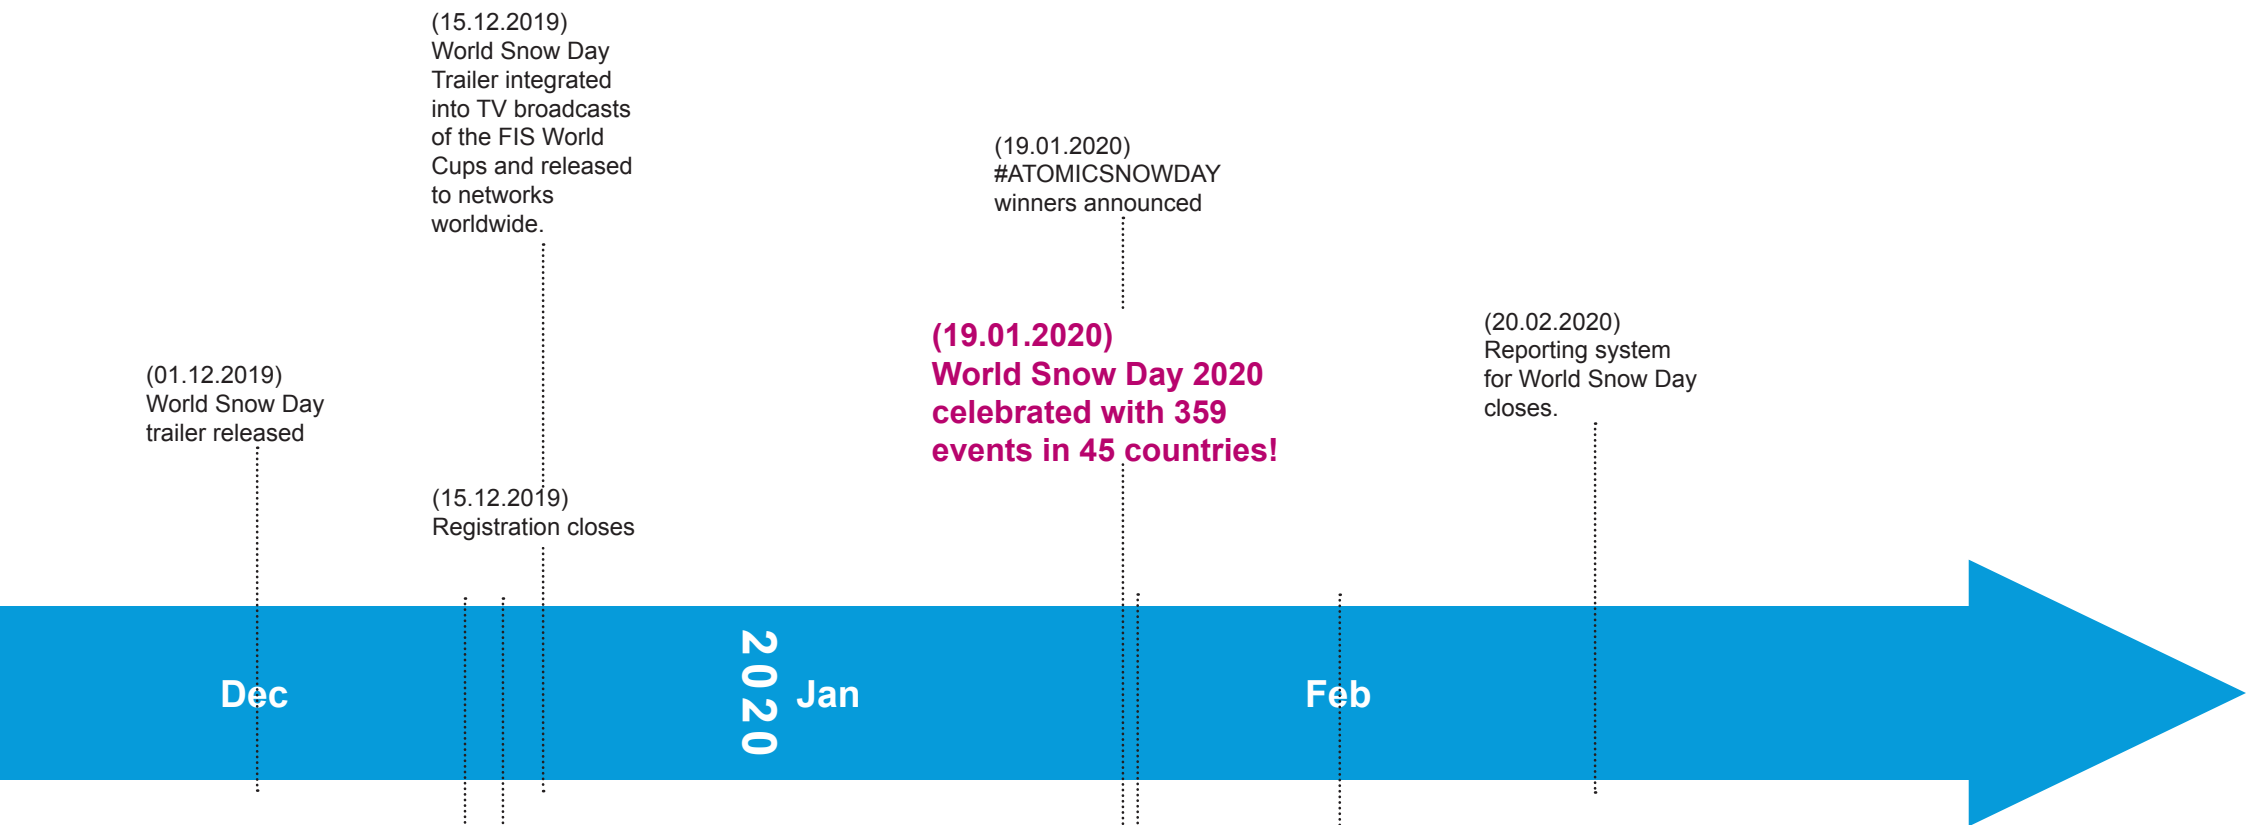 (15.12.2019)
World Snow Day
Trailer integrated
into TV broadcasts
of the FIS World
Cups and released
to networks
worldwide.
(19.01.2020)
#ATOMICSNOWDAY
winners announced
(19.01.2020)
World Snow Day 2020
celebrated with 359
events in 45 countries!
(20.02.2020)
Reporting system
for World Snow Day
closes.
(01.12.2019)
World Snow Day
trailer released
(15.12.2019)
Registration closes
Dec
2020
Jan
Feb